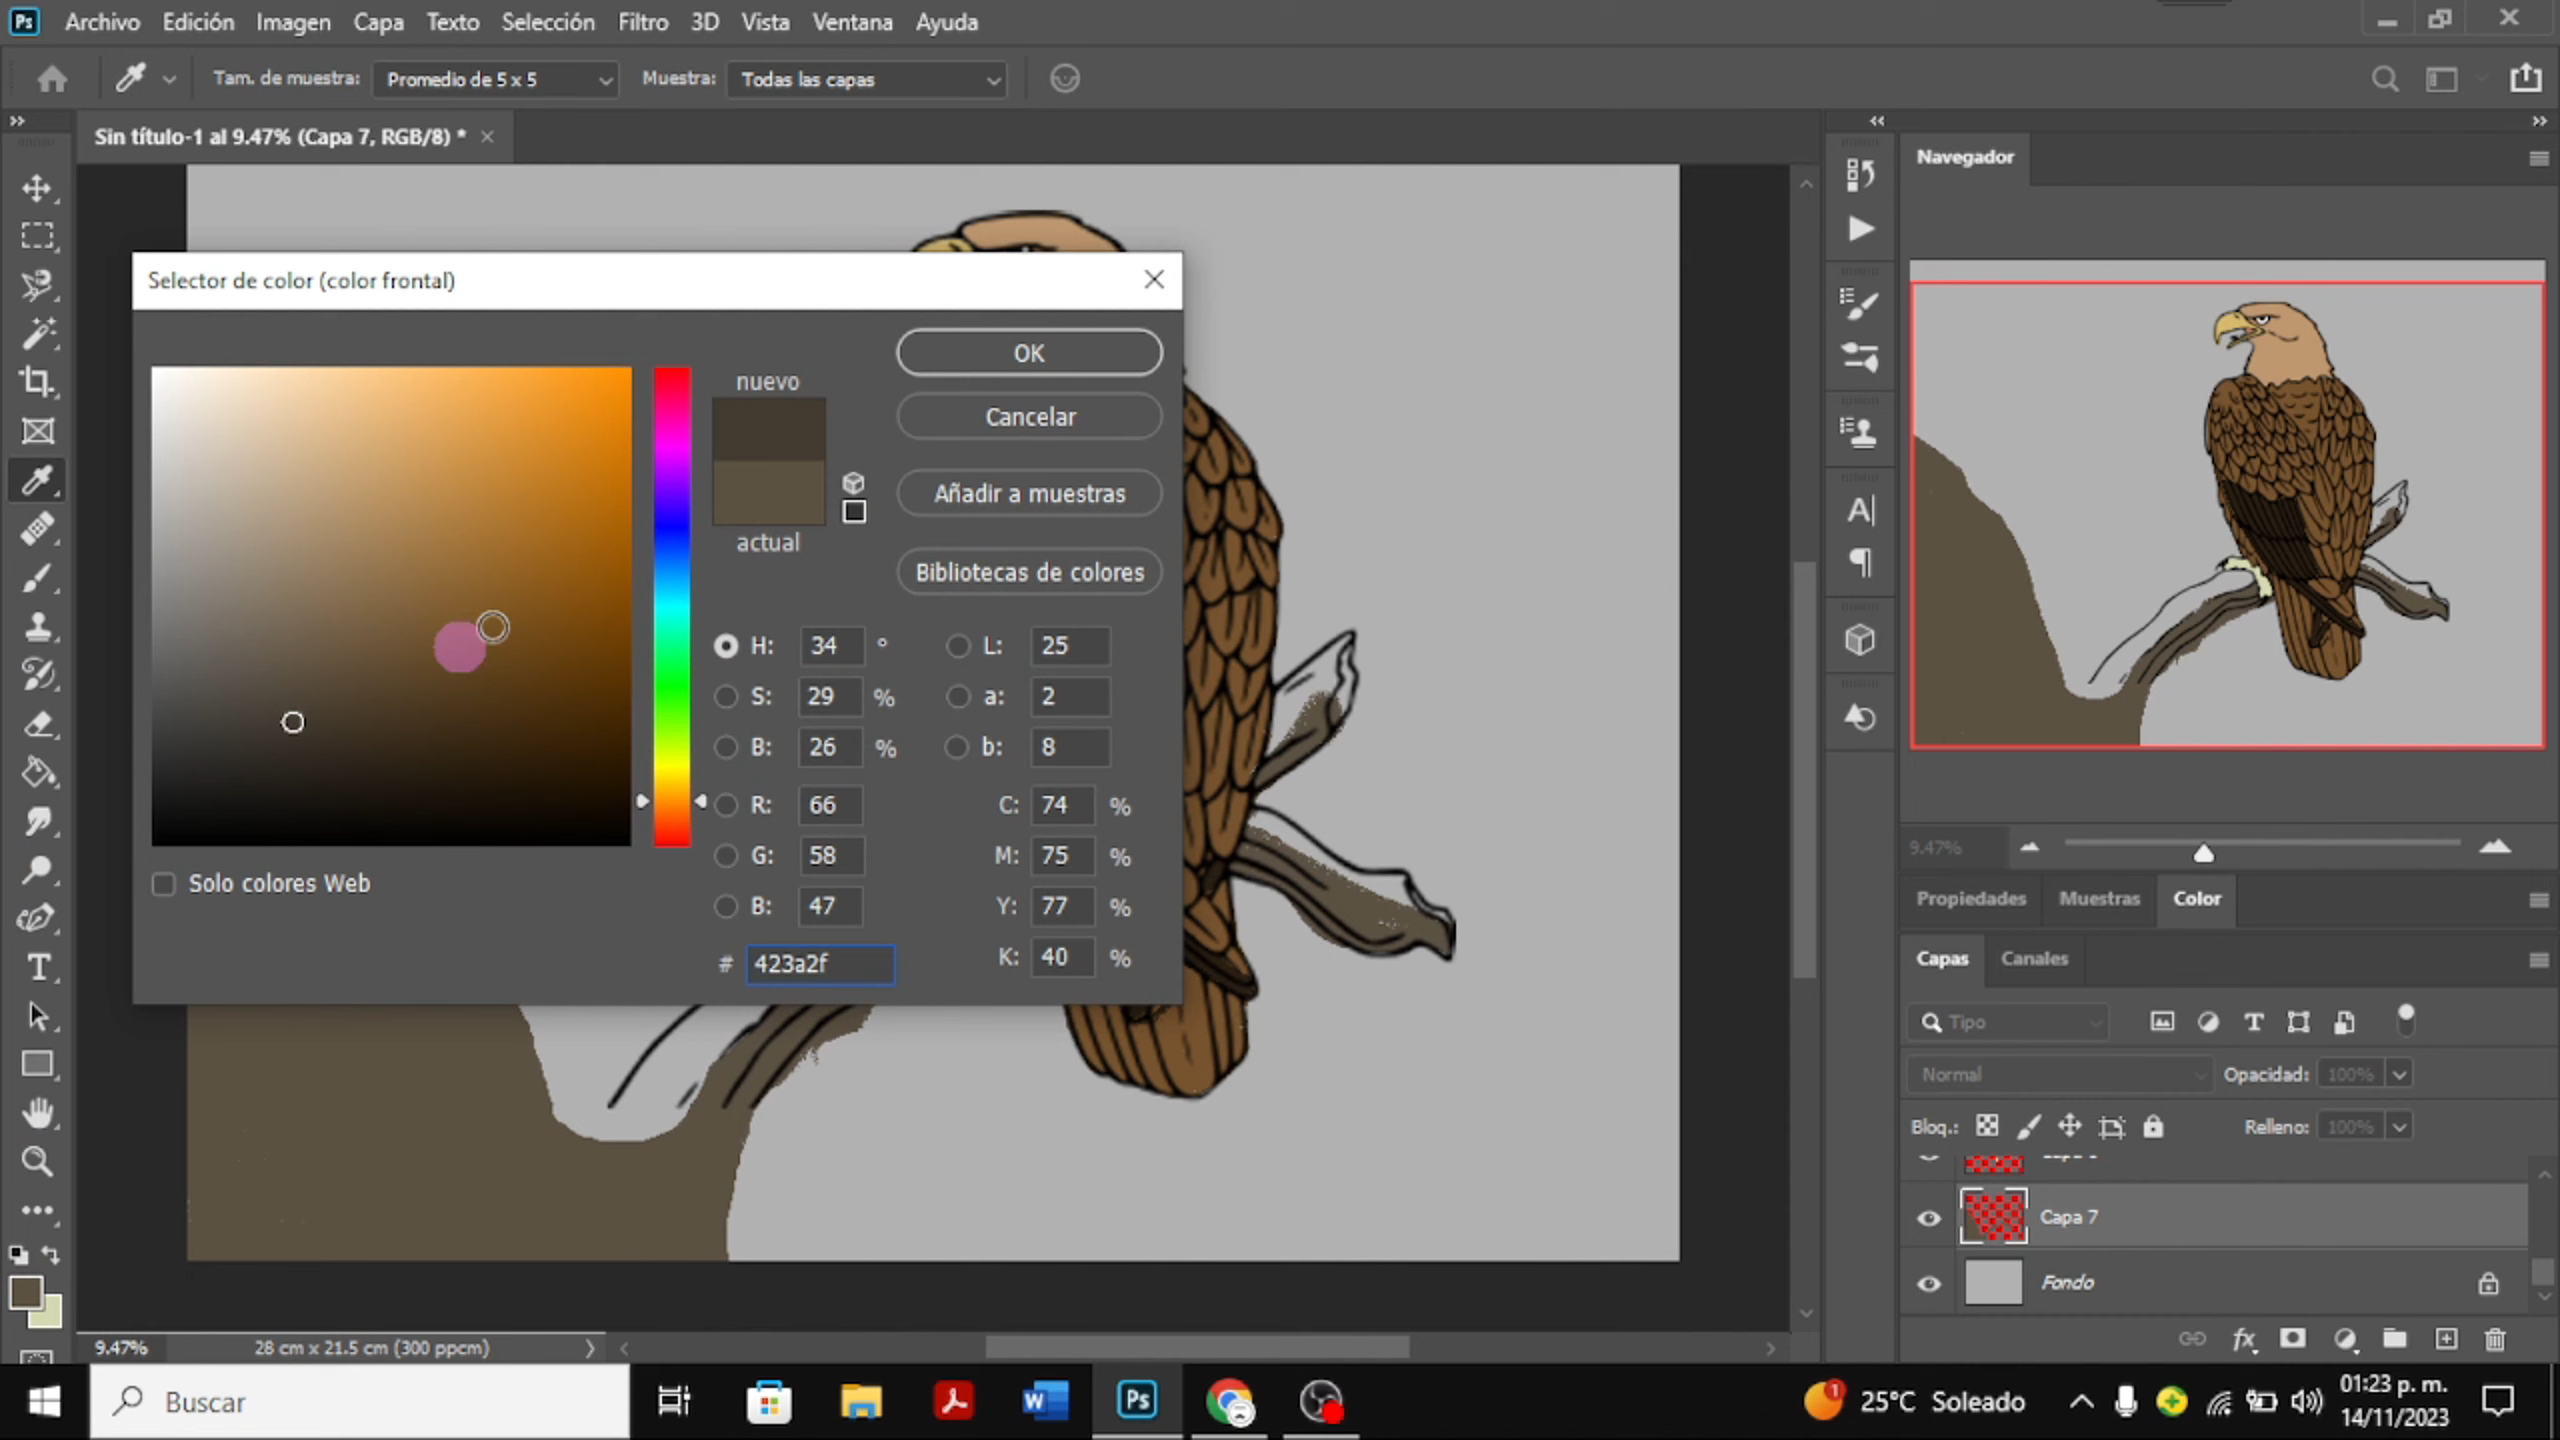 Ps Archivo Edición Imagen Capa Texto Selección Filtro 3D Vista Ventana Ayuda
Tam. de muestra: Promedio de 5 x 5 Muestra: Todas las capas
Sin título-1 al 9.47% (Capa 7, RGB/8) * ×
Navegador
Selector de color (color frontal)
OK
nuevo
Cancelar
Añadir a muestras
actual
Bibliotecas de colores
H: 34 ° L: 25
S: 29 % a: 2
B: 26 % b: 8
R: 66 C: 74 %
G: 58 M: 75 %
B: 47 Y: 77 %
# 423a2f K: 40 %
Solo colores Web
9.47%
Propiedades Muestras Color
Capas Canales
Tipo
Normal Opacidad: 100%
Bloq.: Relleno: 100%
Capa 7
Fondo
9.47% 28 cm x 21.5 cm (300 ppcm)
Buscar
Ps
1 25°C Soleado
01:23 p. m.
14/11/2023